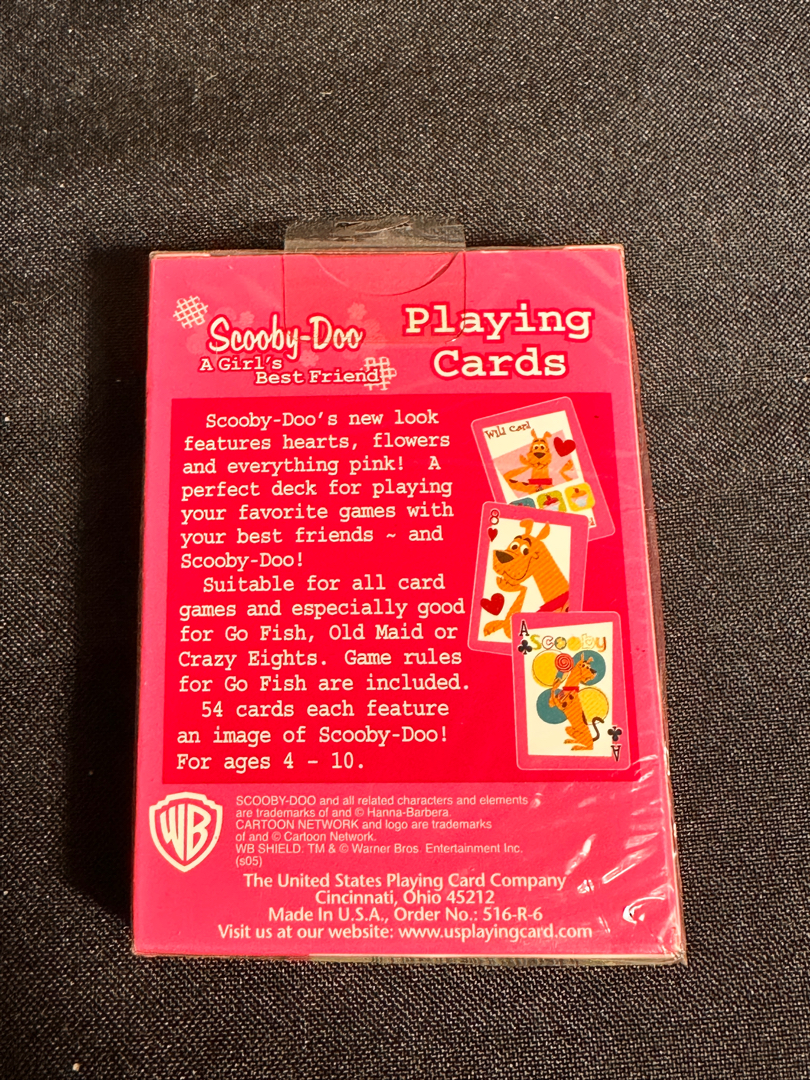 Scooby-Doo
A Girl's
Best Friend
Playing
Cards
Scooby-Doo's new look
features hearts, flowers
and everything pink! A
perfect deck for playing
your favorite games with
your best friends ~ and
Scooby-Doo!
Suitable for all card
games and especially good
for Go Fish, Old Maid or
Crazy Eights. Game rules
for Go Fish are included.
54 cards each feature
an image of Scooby-Doo!
For ages 4 - 10.
Wild Card
8
A
Scooby
A
WB
SCOOBY-DOO and all related characters and elements
are trademarks of and © Hanna-Barbera.
CARTOON NETWORK and logo are trademarks
of and © Cartoon Network.
WB SHIELD: TM & © Warner Bros. Entertainment Inc.
(s05)
The United States Playing Card Company
Cincinnati, Ohio 45212
Made In U.S.A., Order No.: 516-R-6
Visit us at our website: www.usplayingcard.com